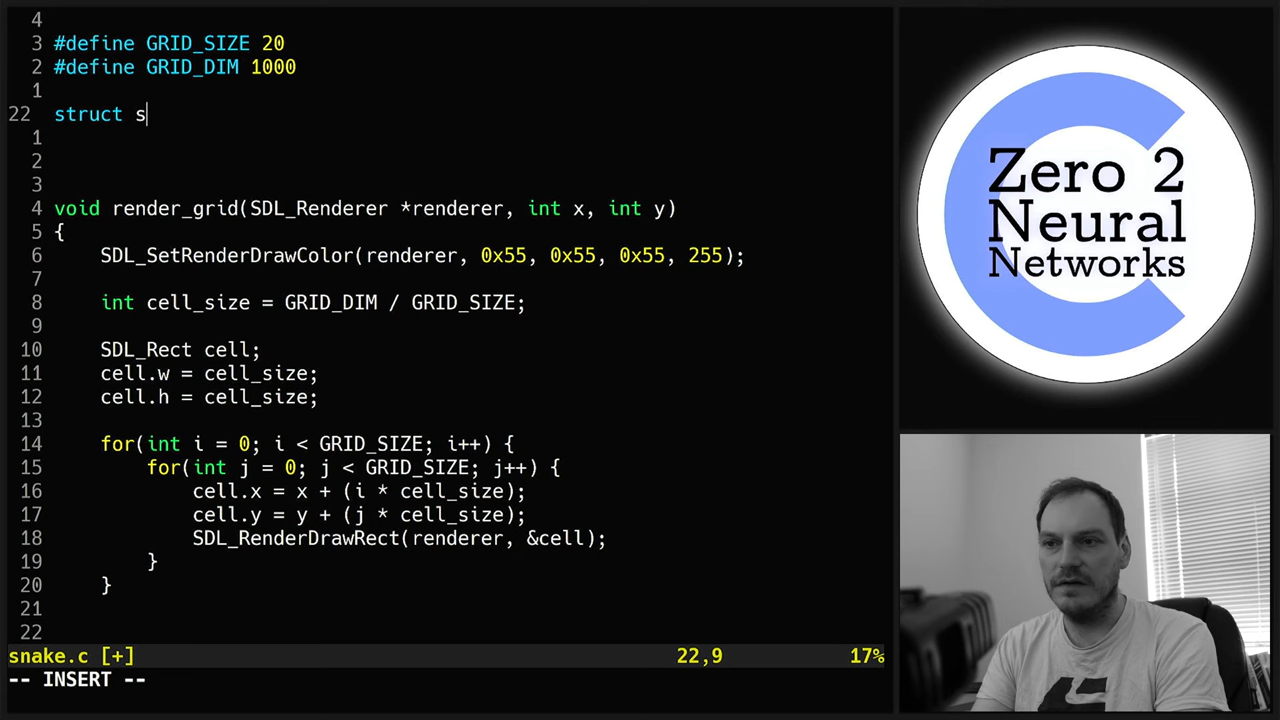 4
3 #define GRID_SIZE 20
2 #define GRID_DIM 1000
1
22 struct s
1
2
3
4 void render_grid(SDL_Renderer *renderer, int x, int y)
5 {
6     SDL_SetRenderDrawColor(renderer, 0x55, 0x55, 0x55, 255);
7
8     int cell_size = GRID_DIM / GRID_SIZE;
9
10     SDL_Rect cell;
11     cell.w = cell_size;
12     cell.h = cell_size;
13
14     for(int i = 0; i < GRID_SIZE; i++) {
15         for(int j = 0; j < GRID_SIZE; j++) {
16             cell.x = x + (i * cell_size);
17             cell.y = y + (j * cell_size);
18             SDL_RenderDrawRect(renderer, &cell);
19         }
20     }
21
22
snake.c [+] 22,9 17%
-- INSERT --
Zero 2
Neural
Networks